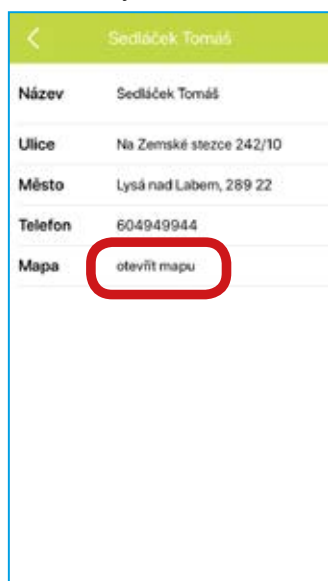 Sedláček Tomáš
Název Sedláček Tomáš
Ulice Na Zemské stezce 242/10
Město Lysá nad Labem, 289 22
Telefon 604949944
Mapa otevřít mapu